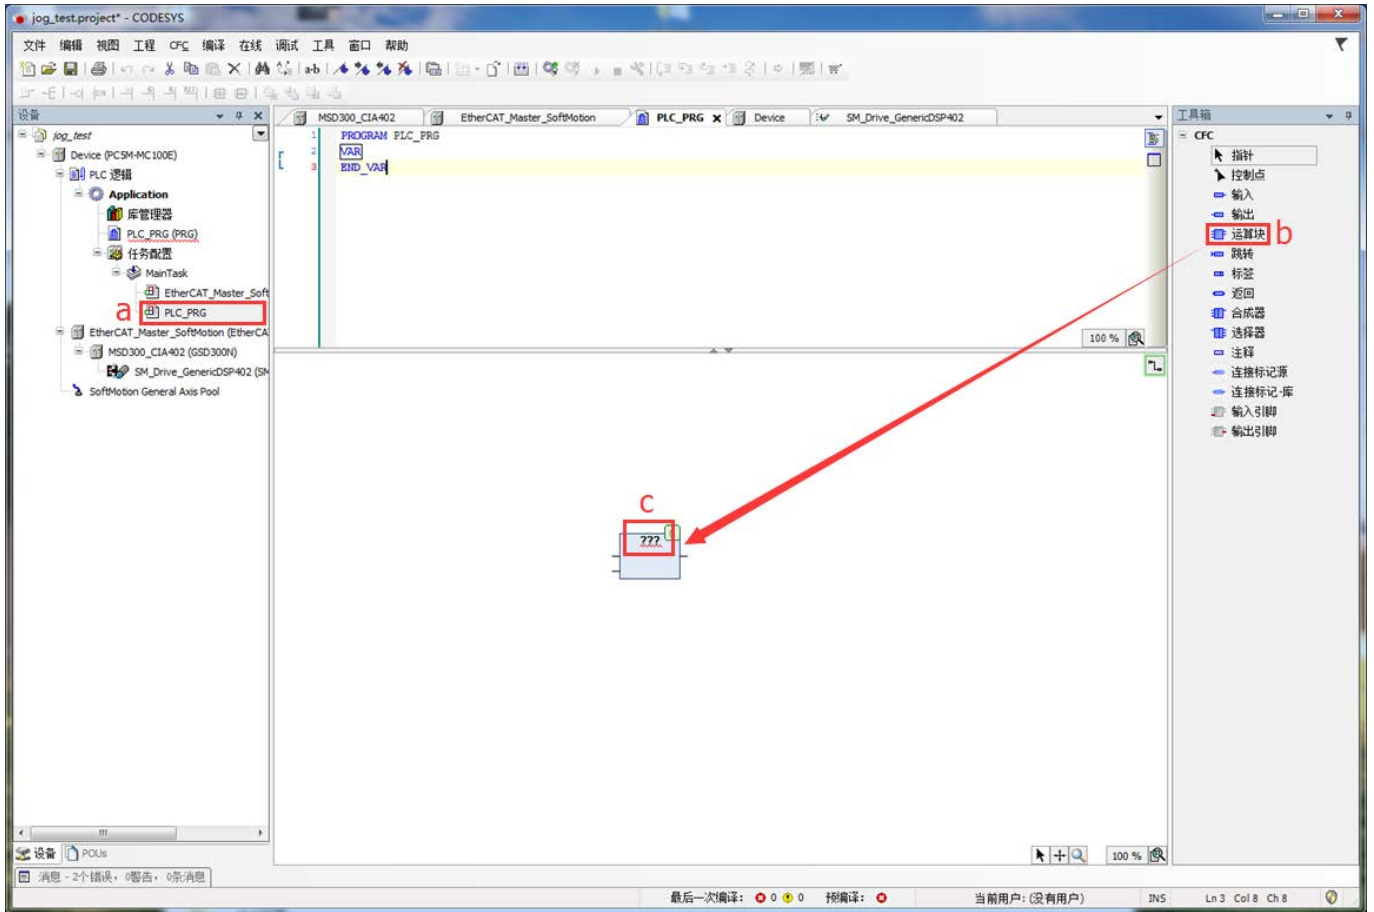 jog_test.project* - CODESYS
文件 编辑 视图 工程 CFC 编译 在线 调试 工具 窗口 帮助
设备
jog_test
Device (PC5M-MC100E)
PLC 逻辑
Application
库管理器
PLC_PRG (PRG)
任务配置
MainTask
EtherCAT_Master_Soft
a
PLC_PRG
EtherCAT_Master_SoftMotion (EtherCA
MSD300_CIA402 (GSD300N)
SM_Drive_GenericDSP402 (SM
SoftMotion General Axis Pool
设备 POUs
MSD300_CIA402 EtherCAT_Master_SoftMotion PLC_PRG X Device SM_Drive_GenericDSP402
1 PROGRAM PLC_PRG
2 VAR
3 END_VAR
100 %
c
???
100 %
工具箱
CFC
指针
控制点
输入
输出
运算块 b
跳转
标签
返回
合成器
选择器
注释
连接标记源
连接标记-库
输入引脚
输出引脚
消息 - 2个错误，0警告，0条消息
最后一次编译： 0 0 预编译： 当前用户：(没有用户) INS Ln 3 Col 8 Ch 8